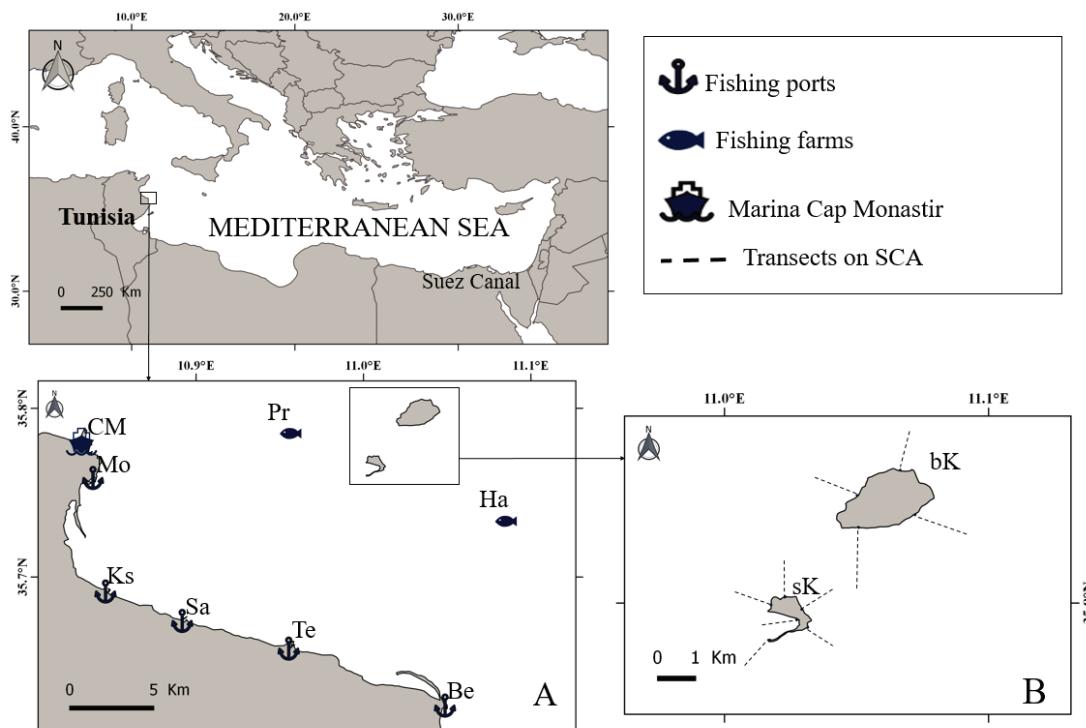 10.0°E 20.0°E 30.0°E
N
40.0°N
30.0°N
Tunisia
MEDITERRANEAN SEA
Suez Canal
0 250 Km
Fishing ports
Fishing farms
Marina Cap Monastir
Transects on SCA
10.9°E 11.0°E 11.1°E
N
35.8°N
35.7°N
CM
Pr
Mo
Ha
Ks
Sa
Te
Be
0 5 Km
A
11.0°E 11.1°E
N
bK
sK
0 1 Km
B